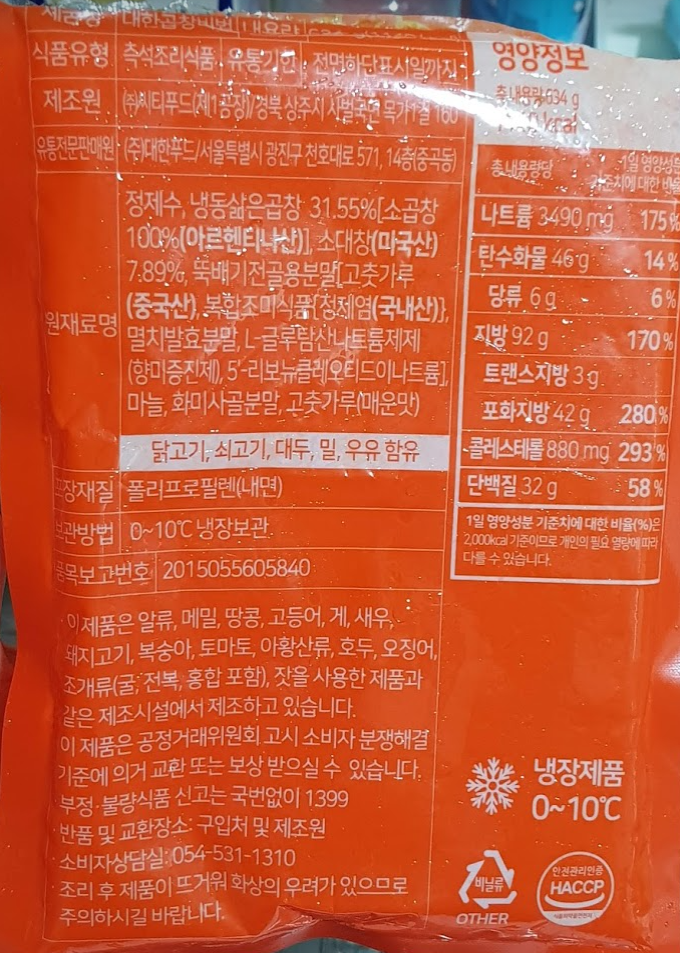 식품유형 즉석조리식품 유통기한 전면하단표시일까지
제조원 ㈜씨티푸드(제1공장)/경북 상주시 사벌국면 목가1길 160
유통전문판매원 (주)대한푸드/서울특별시 광진구 천호대로 571, 14층(중곡동)
원재료명
정제수, 냉동삶은곱창 31.55%[소곱창
100%(아르헨티나산)], 소대창(미국산)
7.89%, 뚝배기전골용분말[고춧가루
(중국산), 복합조미식품{정제염(국내산)},
멸치발효분말, L-글루탐산나트륨제제
(향미증진제), 5'-리보뉴클레오티드이나트륨],
마늘, 화미사골분말, 고춧가루(매운맛)
닭고기, 쇠고기, 대두, 밀, 우유 함유
포장재질 폴리프로필렌(내면)
보관방법 0~10℃ 냉장보관
품목보고번호 2015055605840
이 제품은 알류, 메밀, 땅콩, 고등어, 게, 새우,
돼지고기, 복숭아, 토마토, 아황산류, 호두, 오징어,
조개류(굴, 전복, 홍합 포함), 잣을 사용한 제품과
같은 제조시설에서 제조하고 있습니다.
이 제품은 공정거래위원회 고시 소비자 분쟁해결
기준에 의거 교환 또는 보상 받으실 수 있습니다.
부정·불량식품 신고는 국번없이 1399
반품 및 교환장소: 구입처 및 제조원
소비자상담실: 054-531-1310
조리 후 제품이 뜨거워 화상의 우려가 있으므로
주의하시길 바랍니다.
영양정보
총 내용량 634 g
kcal
총 내용량당 1일 영양성분
기준치에 대한 비율
나트륨 3490 mg 175 %
탄수화물 46 g 14 %
당류 6 g 6 %
지방 92 g 170 %
트랜스지방 3 g
포화지방 42 g 280 %
콜레스테롤 880 mg 293 %
단백질 32 g 58 %
1일 영양성분 기준치에 대한 비율(%)은
2,000kcal 기준이므로 개인의 필요 열량에 따라
다를 수 있습니다.
냉장제품
0~10℃
비닐류
OTHER
안전관리인증
HACCP